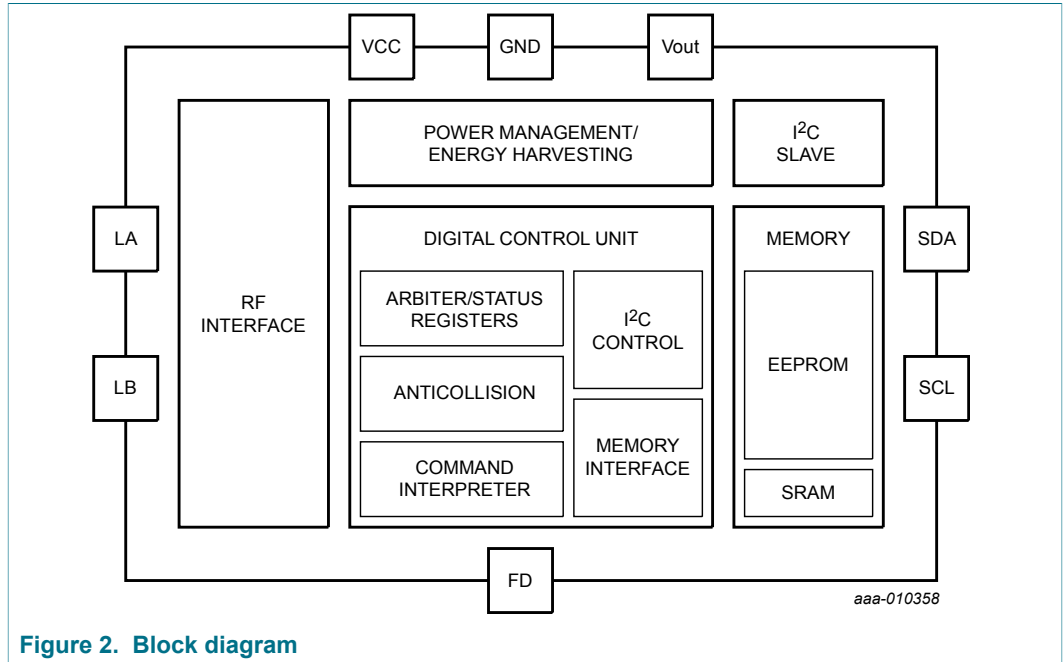 VCC
GND
Vout
POWER MANAGEMENT/
ENERGY HARVESTING
I²C
SLAVE
LA
LB
RF
INTERFACE
DIGITAL CONTROL UNIT
ARBITER/STATUS
REGISTERS
ANTICOLLISION
COMMAND
INTERPRETER
I²C
CONTROL
MEMORY
INTERFACE
MEMORY
EEPROM
SRAM
SDA
SCL
FD
aaa-010358
Figure 2. Block diagram